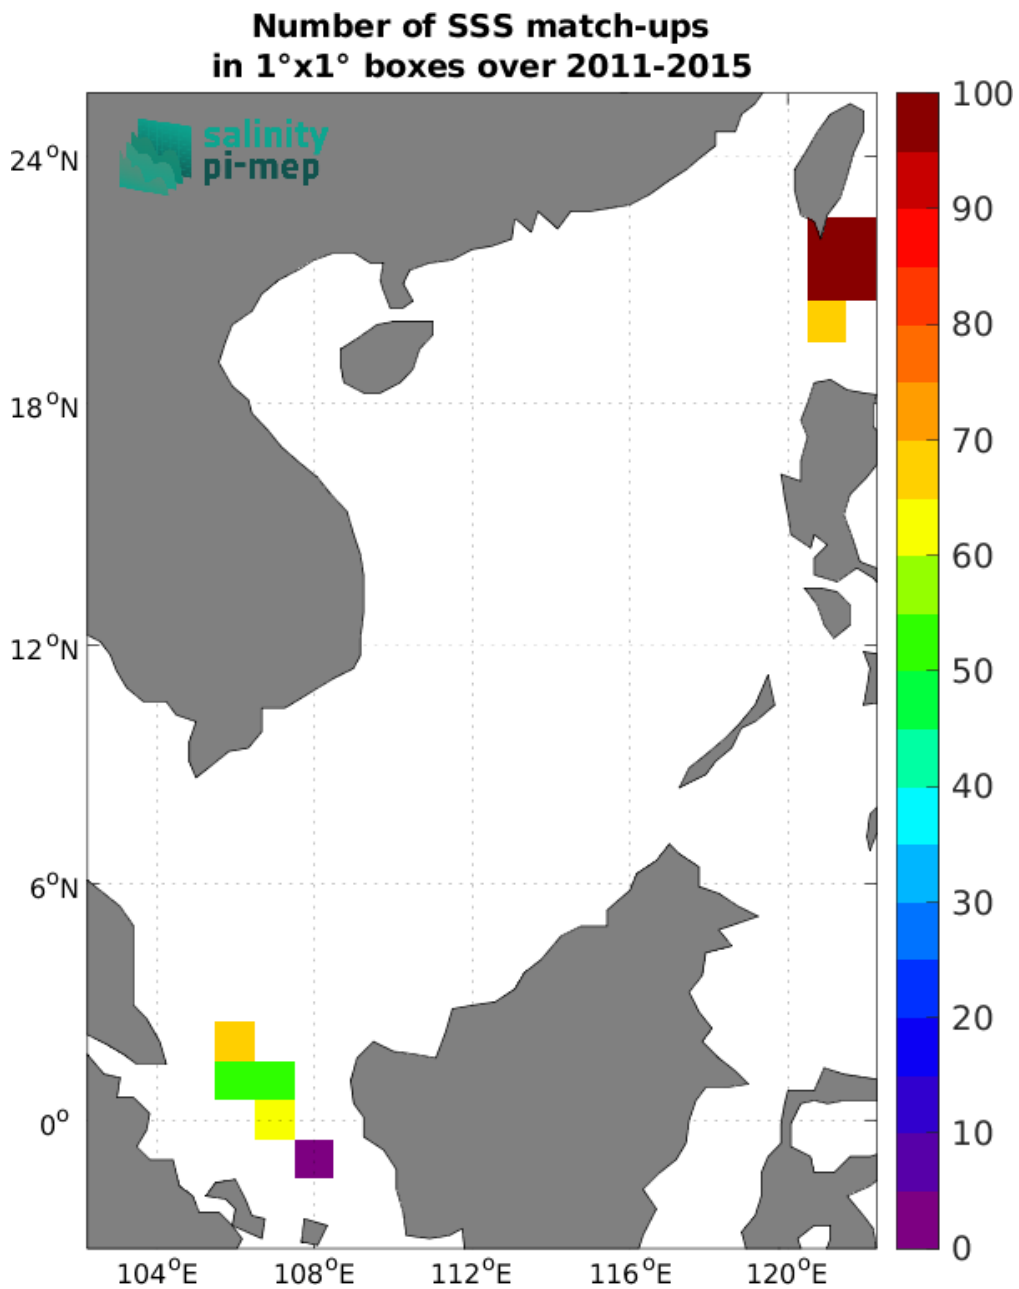 Number of SSS match-ups
in 1°x1° boxes over 2011-2015
salinity
pi-mep
24°N
18°N
12°N
6°N
0°
104°E 108°E 112°E 116°E 120°E
100
90
80
70
60
50
40
30
20
10
0